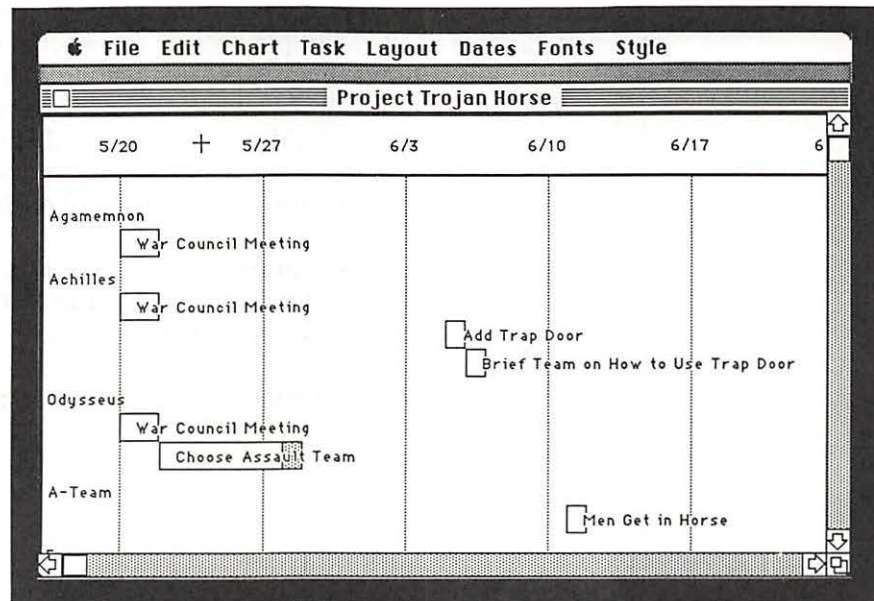 File Edit Chart Task Layout Dates Fonts Style
Project Trojan Horse
5/20 5/27 6/3 6/10 6/17 6
Agamemnon
War Council Meeting
Achilles
War Council Meeting
Add Trap Door
Brief Team on How to Use Trap Door
Odysseus
War Council Meeting
Choose Assault Team
A-Team
Men Get in Horse